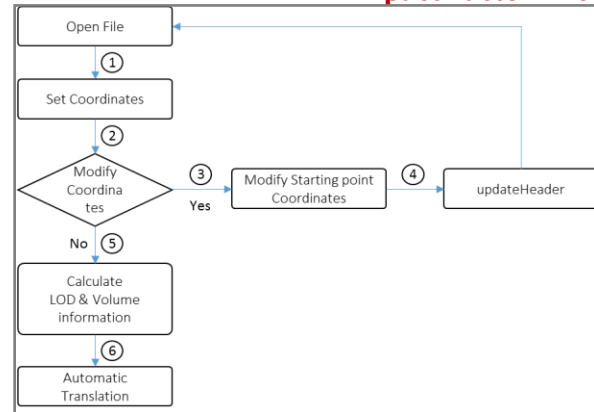 Open File
1
Set Coordinates
2
Modify
Coordina
tes
3
Yes
Modify Starting point
Coordinates
4
updateHeader
No
5
Calculate
LOD & Volume
information
6
Automatic
Translation